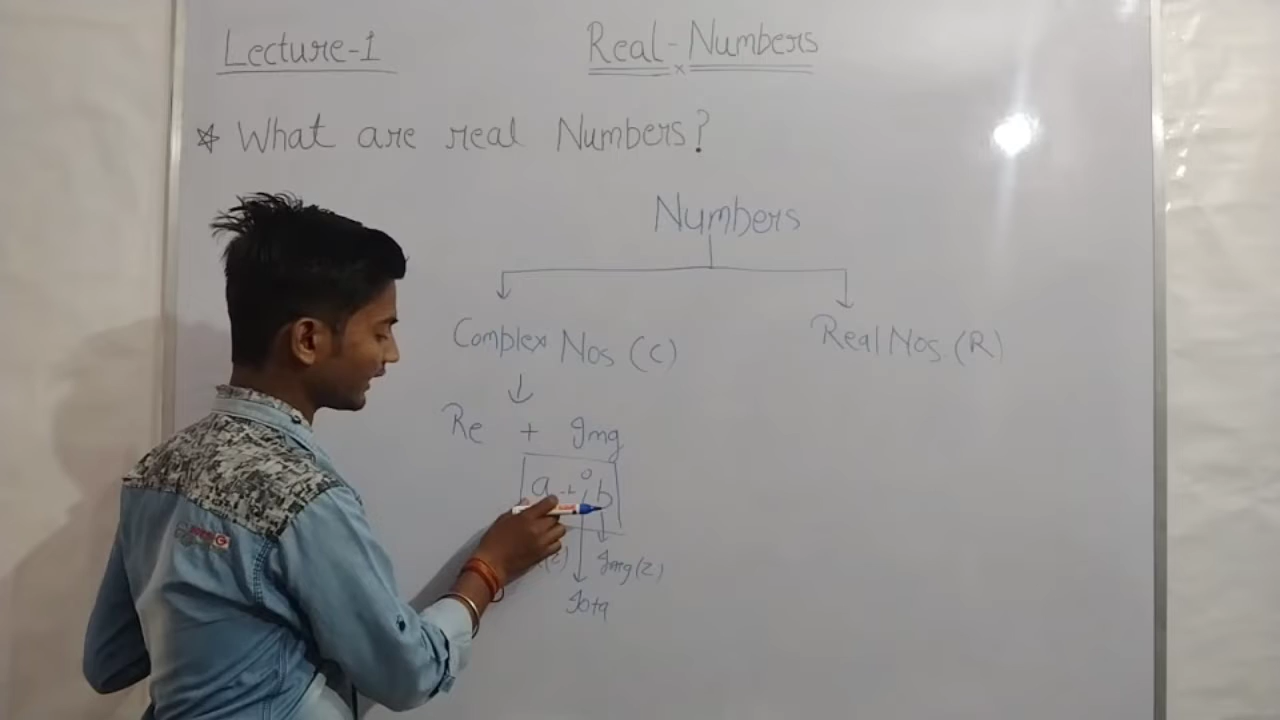 Lecture-1
Real-Numbers
What are real Numbers?
Numbers
Complex Nos (C)
Real Nos. (R)
Re + Img
a + ib
(z) Img(z)
Iota